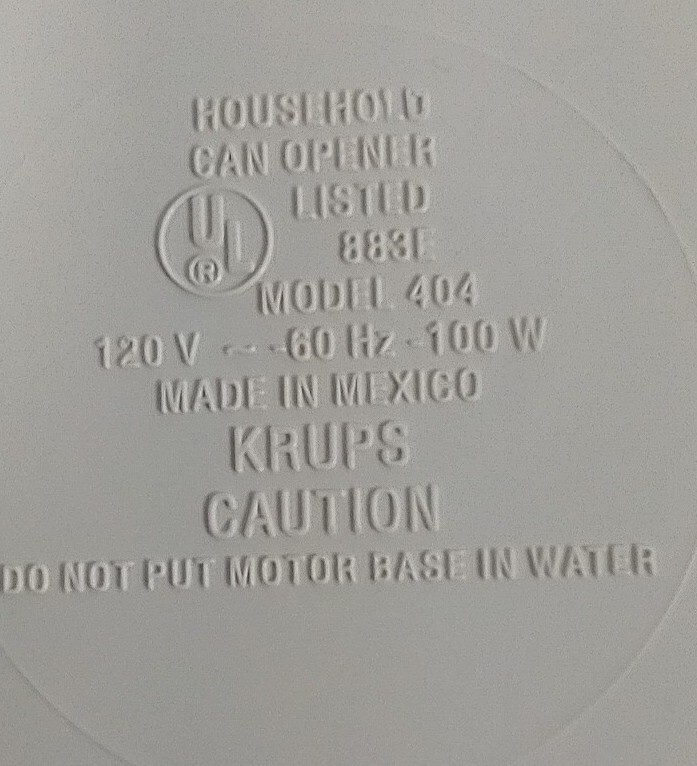 HOUSEHOLD
CAN OPENER
UL
®
LISTED
883E
MODEL 404
120 V ~ -60 Hz -100 W
MADE IN MEXICO
KRUPS
CAUTION
DO NOT PUT MOTOR BASE IN WATER